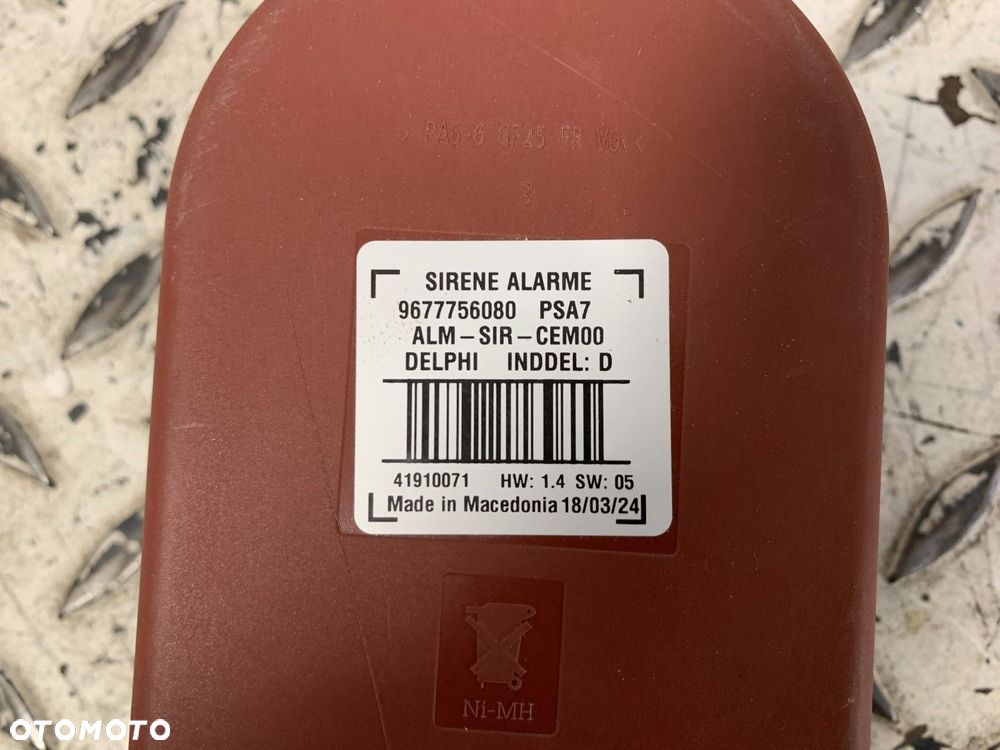 > PA6-6 GF25 FR V0 <
3
SIRENE ALARME
9677756080 PSA7
ALM-SIR-CEM00
DELPHI INDDEL: D
41910071 HW: 1.4 SW: 05
Made in Macedonia 18/03/24
Ni-MH
OTOMOTO